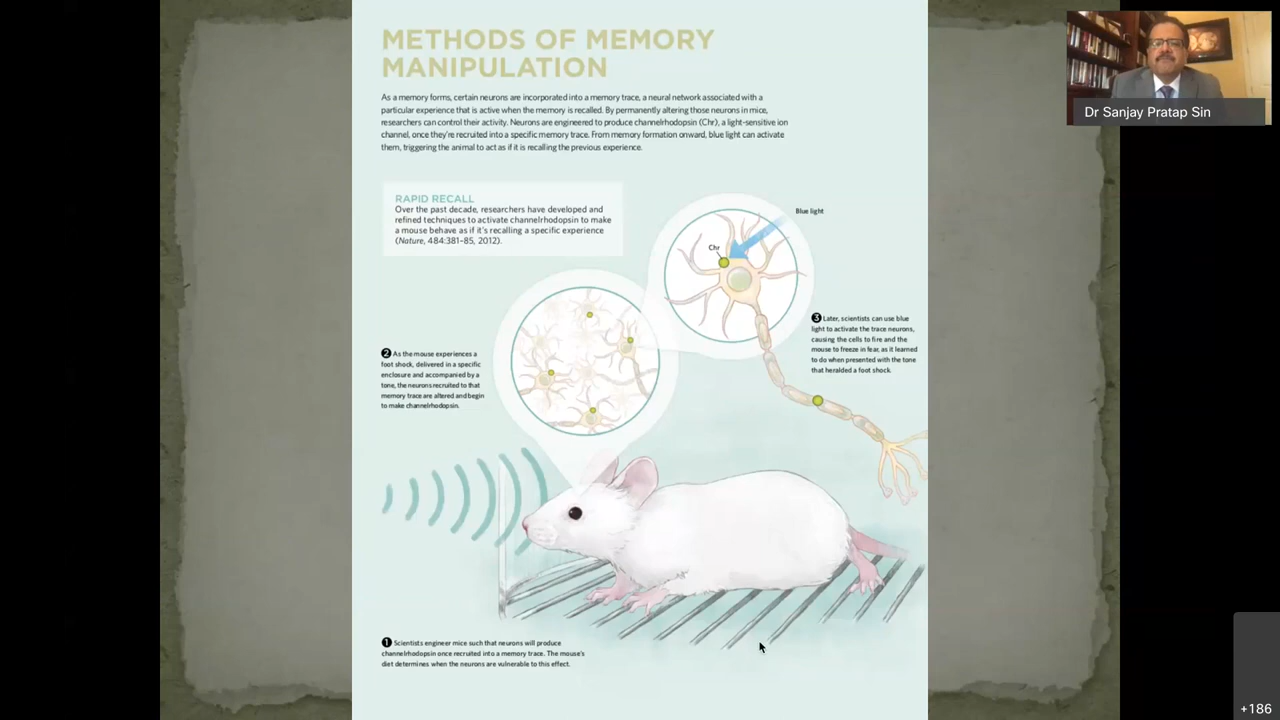 METHODS OF MEMORY
MANIPULATION
As a memory forms, certain neurons are incorporated into a memory trace, a neural network associated with a
particular experience that is active when the memory is recalled. By permanently altering those neurons in mice,
researchers can control their activity. Neurons are engineered to produce channelrhodopsin (Chr), a light-sensitive ion
channel, once they're recruited into a specific memory trace. From memory formation onward, blue light can activate
them, triggering the animal to act as if it is recalling the previous experience.
RAPID RECALL
Over the past decade, researchers have developed and
refined techniques to activate channelrhodopsin to make
a mouse behave as if it's recalling a specific experience
(Nature, 484:381–85, 2012).
Blue light
Chr
3 Later, scientists can use blue
light to activate the trace neurons,
causing the cells to fire and the
mouse to freeze in fear, as it learned
to do when presented with the tone
that heralded a foot shock.
2 As the mouse experiences a
foot shock, delivered in a specific
enclosure and accompanied by a
tone, the neurons recruited to that
memory trace are altered and begin
to make channelrhodopsin.
1 Scientists engineer mice such that neurons will produce
channelrhodopsin once recruited into a memory trace. The mouse's
diet determines when the neurons are vulnerable to this effect.
Dr Sanjay Pratap Sin
+186